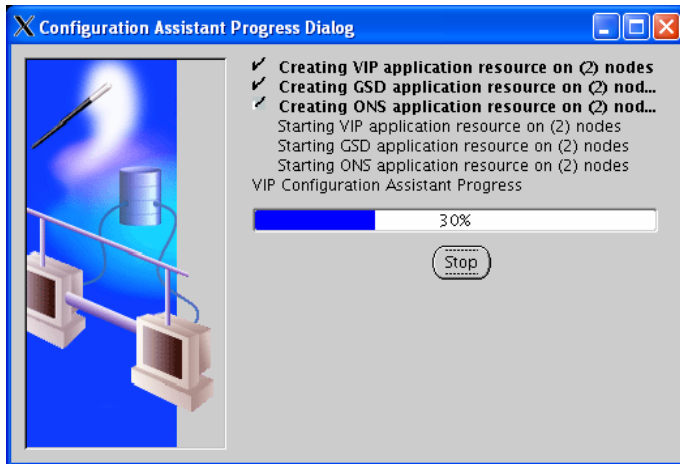 Configuration Assistant Progress Dialog
Creating VIP application resource on (2) nodes
Creating GSD application resource on (2) nod...
Creating ONS application resource on (2) nod...
Starting VIP application resource on (2) nodes
Starting GSD application resource on (2) nodes
Starting ONS application resource on (2) nodes
VIP Configuration Assistant Progress
30%
Stop